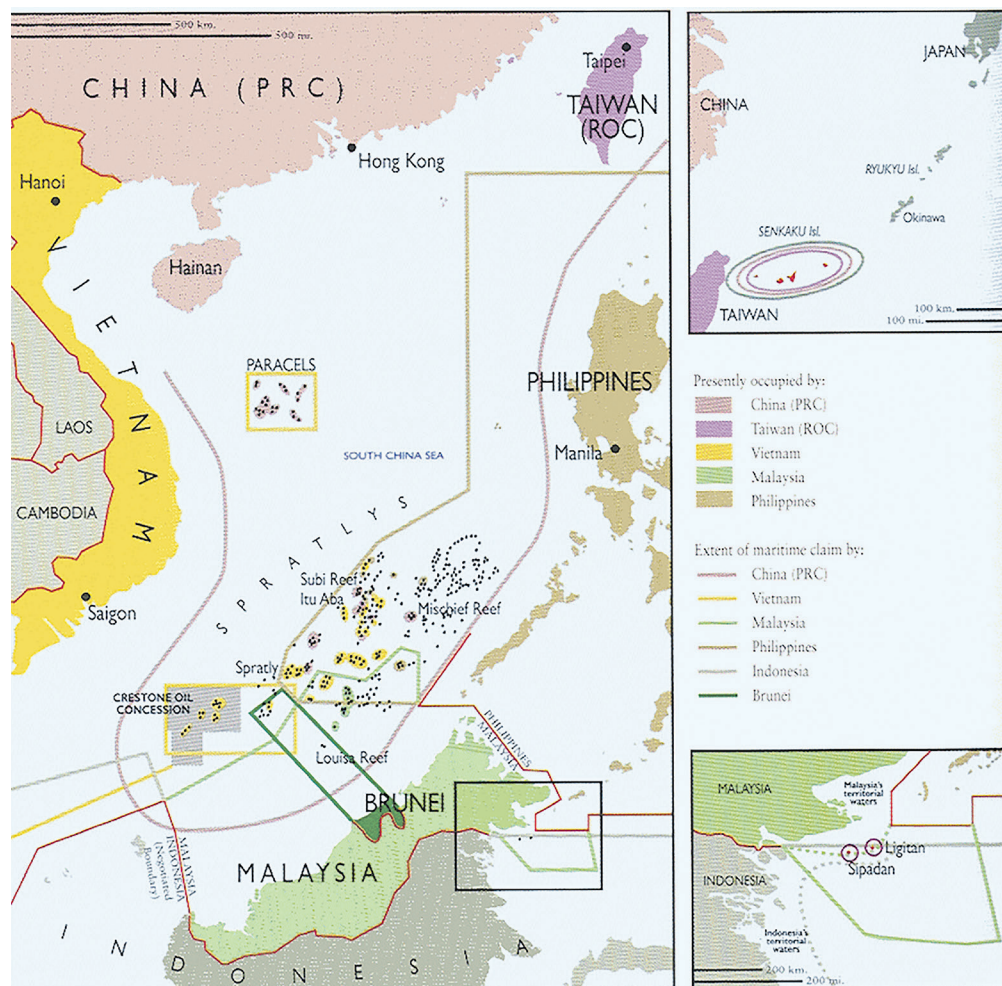 500 km.
500 mi.
CHINA (PRC)
Taipei
TAIWAN
(ROC)
Hong Kong
Hanoi
VIETNAM
Hainan
PARACELS
LAOS
SOUTH CHINA SEA
PHILIPPINES
Manila
CAMBODIA
SPRATLYS
Subi Reef
Itu Aba
Mischief Reef
Saigon
Spratly
CRESTONE OIL
CONCESSION
Louisa Reef
PHILIPPINES
MALAYSIA
BRUNEI
MALAYSIA
MALAYSIA
INDONESIA
(Negotiated
Boundary)
INDONESIA
JAPAN
CHINA
RYUKYU Isl.
Okinawa
SENKAKU Isl.
TAIWAN
100 km.
100 mi.
Presently occupied by:
China (PRC)
Taiwan (ROC)
Vietnam
Malaysia
Philippines
Extent of maritime claim by:
China (PRC)
Vietnam
Malaysia
Philippines
Indonesia
Brunei
MALAYSIA
Malaysia's
territorial
waters
Ligitan
Sipadan
INDONESIA
Indonesia's
territorial
waters
200 km.
200 mi.